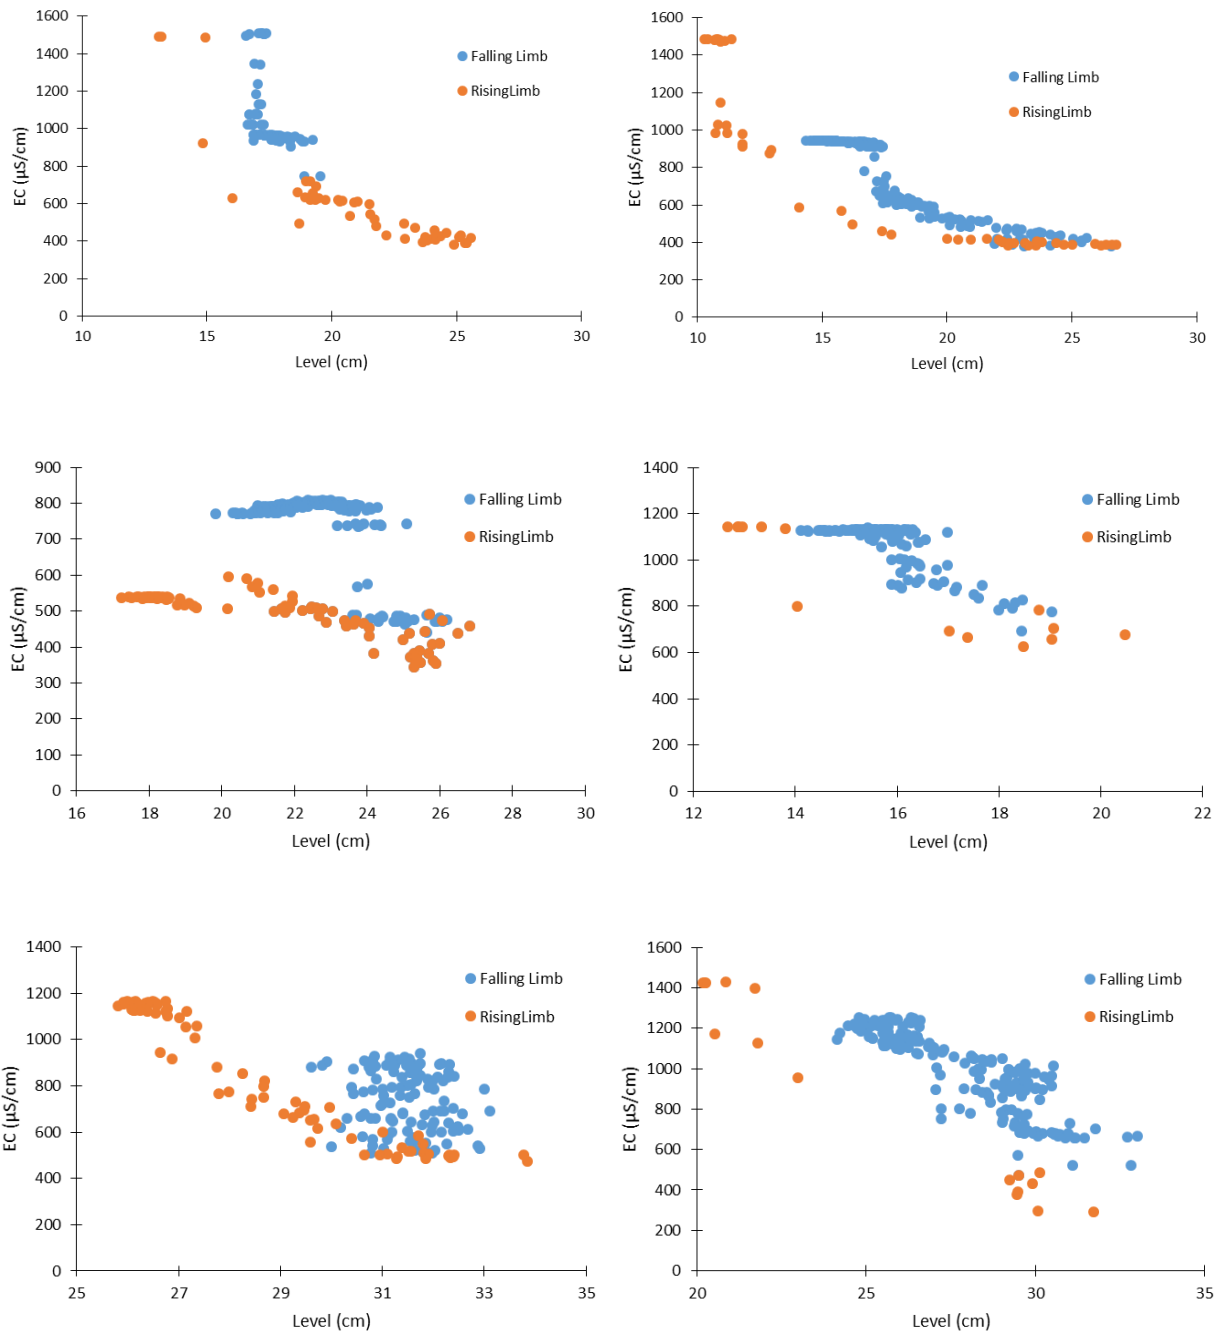 1600
1400
1200
1000
800
600
400
200
0
EC (µS/cm)
10 15 20 25 30
Level (cm)
Falling Limb
RisingLimb
1600
1400
1200
1000
800
600
400
200
0
EC (µS/cm)
10 15 20 25 30
Level (cm)
Falling Limb
RisingLimb
900
800
700
600
500
400
300
200
100
0
EC (µS/cm)
16 18 20 22 24 26 28 30
Level (cm)
Falling Limb
RisingLimb
1400
1200
1000
800
600
400
200
0
EC (µS/cm)
12 14 16 18 20 22
Level (cm)
Falling Limb
RisingLimb
1400
1200
1000
800
600
400
200
0
EC (µS/cm)
25 27 29 31 33 35
Level (cm)
Falling Limb
RisingLimb
1600
1400
1200
1000
800
600
400
200
0
EC (µS/cm)
20 25 30 35
Level (cm)
Falling Limb
RisingLimb